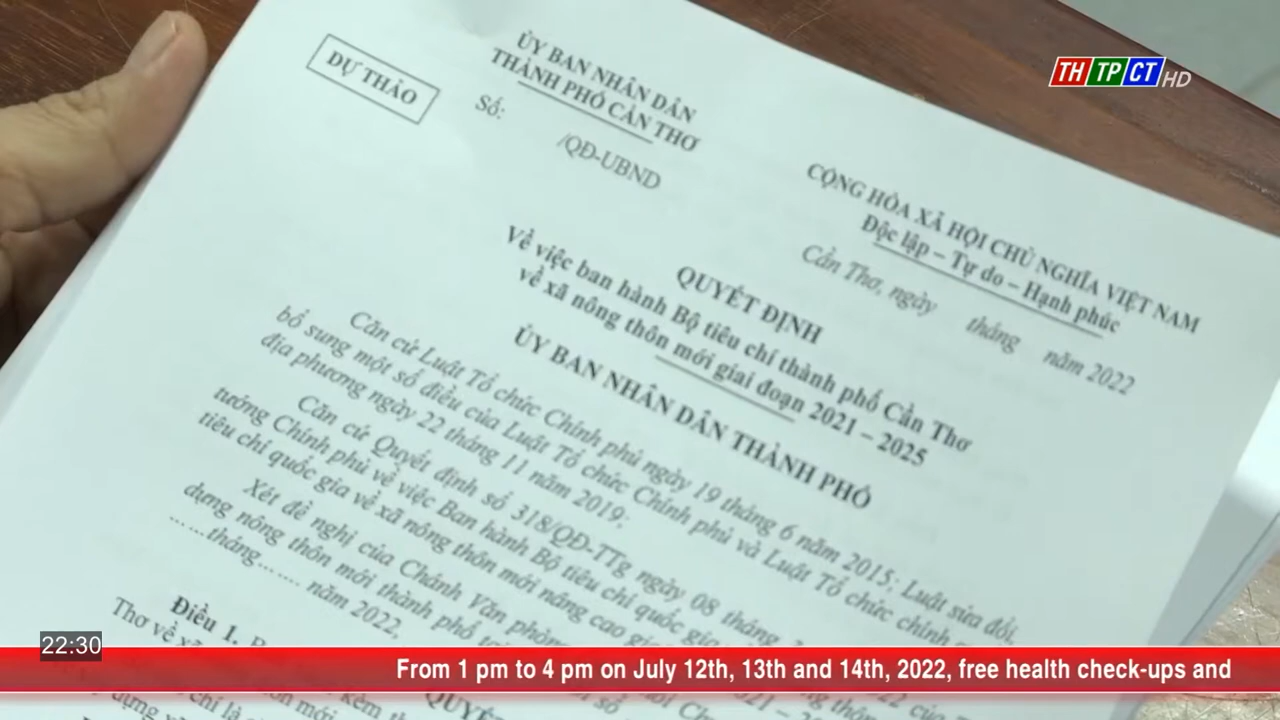 DỰ THẢO
ỦY BAN NHÂN DÂN
THÀNH PHỐ CẦN THƠ
Số: /QĐ-UBND
CỘNG HÒA XÃ HỘI CHỦ NGHĨA VIỆT NAM
Độc lập – Tự do – Hạnh phúc
Cần Thơ, ngày tháng năm 2022
QUYẾT ĐỊNH
Về việc ban hành Bộ tiêu chí thành phố Cần Thơ
về xã nông thôn mới giai đoạn 2021 – 2025
ỦY BAN NHÂN DÂN THÀNH PHỐ
Căn cứ Luật Tổ chức Chính phủ ngày 19 tháng 6 năm 2015; Luật sửa đổi,
bổ sung một số điều của Luật Tổ chức Chính phủ và Luật Tổ chức chính
địa phương ngày 22 tháng 11 năm 2019;
Căn cứ Quyết định số 318/QĐ-TTg ngày 08 tháng
tướng Chính phủ về việc Ban hành Bộ tiêu chí quốc gia
tiêu chí quốc gia về xã nông thôn mới nâng cao
Xét đề nghị của Chánh Văn phòng
dựng nông thôn mới thành phố
......tháng....... năm 2022,
Điều 1.
Thơ về xã
THTPCT HD
22:30
From 1 pm to 4 pm on July 12th, 13th and 14th, 2022, free health check-ups and